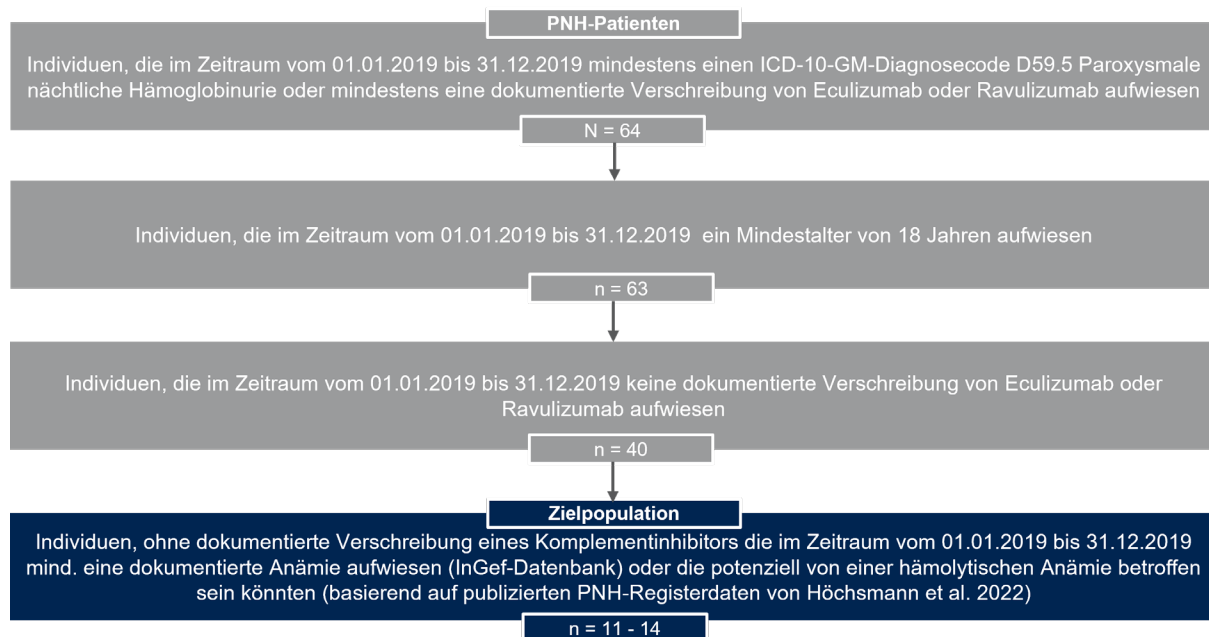 PNH-Patienten
Individuen, die im Zeitraum vom 01.01.2019 bis 31.12.2019 mindestens einen ICD-10-GM-Diagnosecode D59.5 Paroxysmale
nächtliche Hämoglobinurie oder mindestens eine dokumentierte Verschreibung von Eculizumab oder Ravulizumab aufwiesen
N = 64
Individuen, die im Zeitraum vom 01.01.2019 bis 31.12.2019 ein Mindestalter von 18 Jahren aufwiesen
n = 63
Individuen, die im Zeitraum vom 01.01.2019 bis 31.12.2019 keine dokumentierte Verschreibung von Eculizumab oder
Ravulizumab aufwiesen
n = 40
Zielpopulation
Individuen, ohne dokumentierte Verschreibung eines Komplementinhibitors die im Zeitraum vom 01.01.2019 bis 31.12.2019
mind. eine dokumentierte Anämie aufwiesen (InGef-Datenbank) oder die potenziell von einer hämolytischen Anämie betroffen
sein könnten (basierend auf publizierten PNH-Registerdaten von Höchsmann et al. 2022)
n = 11 - 14